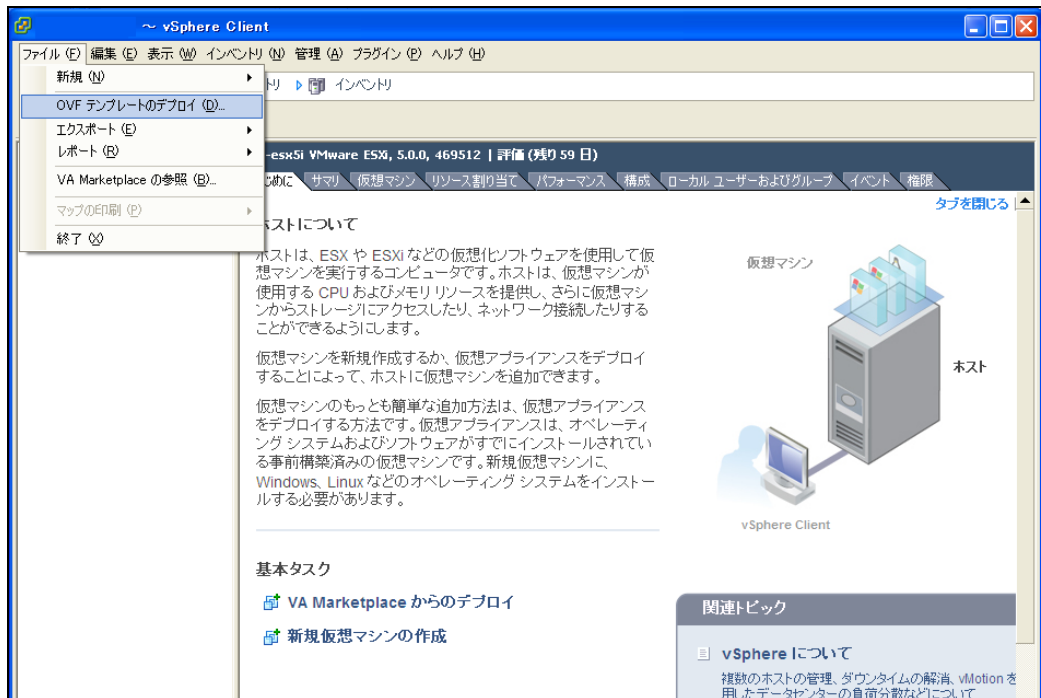 ～ vSphere Client
ファイル (F) 編集 (E) 表示 (W) インベントリ (N) 管理 (A) プラグイン (P) ヘルプ (H)
新規 (N)
OVF テンプレートのデプロイ (D)...
エクスポート (E)
レポート (R)
VA Marketplace の参照 (B)...
マップの印刷 (P)
終了 (X)
トリ インベントリ
-esx5i VMware ESXi, 5.0.0, 469512 | 評価 (残り 59 日)
じめに サマリ 仮想マシン リソース割り当て パフォーマンス 構成 ローカル ユーザーおよびグループ イベント 権限
タブを閉じる
ホストについて
ホストは、ESX や ESXi などの仮想化ソフトウェアを使用して仮
想マシンを実行するコンピュータです。ホストは、仮想マシンが
使用する CPU およびメモリ リソースを提供し、さらに仮想マシ
ンからストレージにアクセスしたり、ネットワーク接続したりする
ことができるようにします。
仮想マシンを新規作成するか、仮想アプライアンスをデプロイ
することによって、ホストに仮想マシンを追加できます。
仮想マシンのもっとも簡単な追加方法は、仮想アプライアンス
をデプロイする方法です。仮想アプライアンスは、オペレーティ
ング システムおよびソフトウェアがすでにインストールされてい
る事前構築済みの仮想マシンです。新規仮想マシンに、
Windows、Linux などのオペレーティング システムをインストー
ルする必要があります。
仮想マシン
ホスト
vSphere Client
基本タスク
VA Marketplace からのデプロイ
新規仮想マシンの作成
関連トピック
vSphere について
複数のホストの管理、ダウンタイムの解消、vMotion を
用したデータセンターの負荷分散などについて